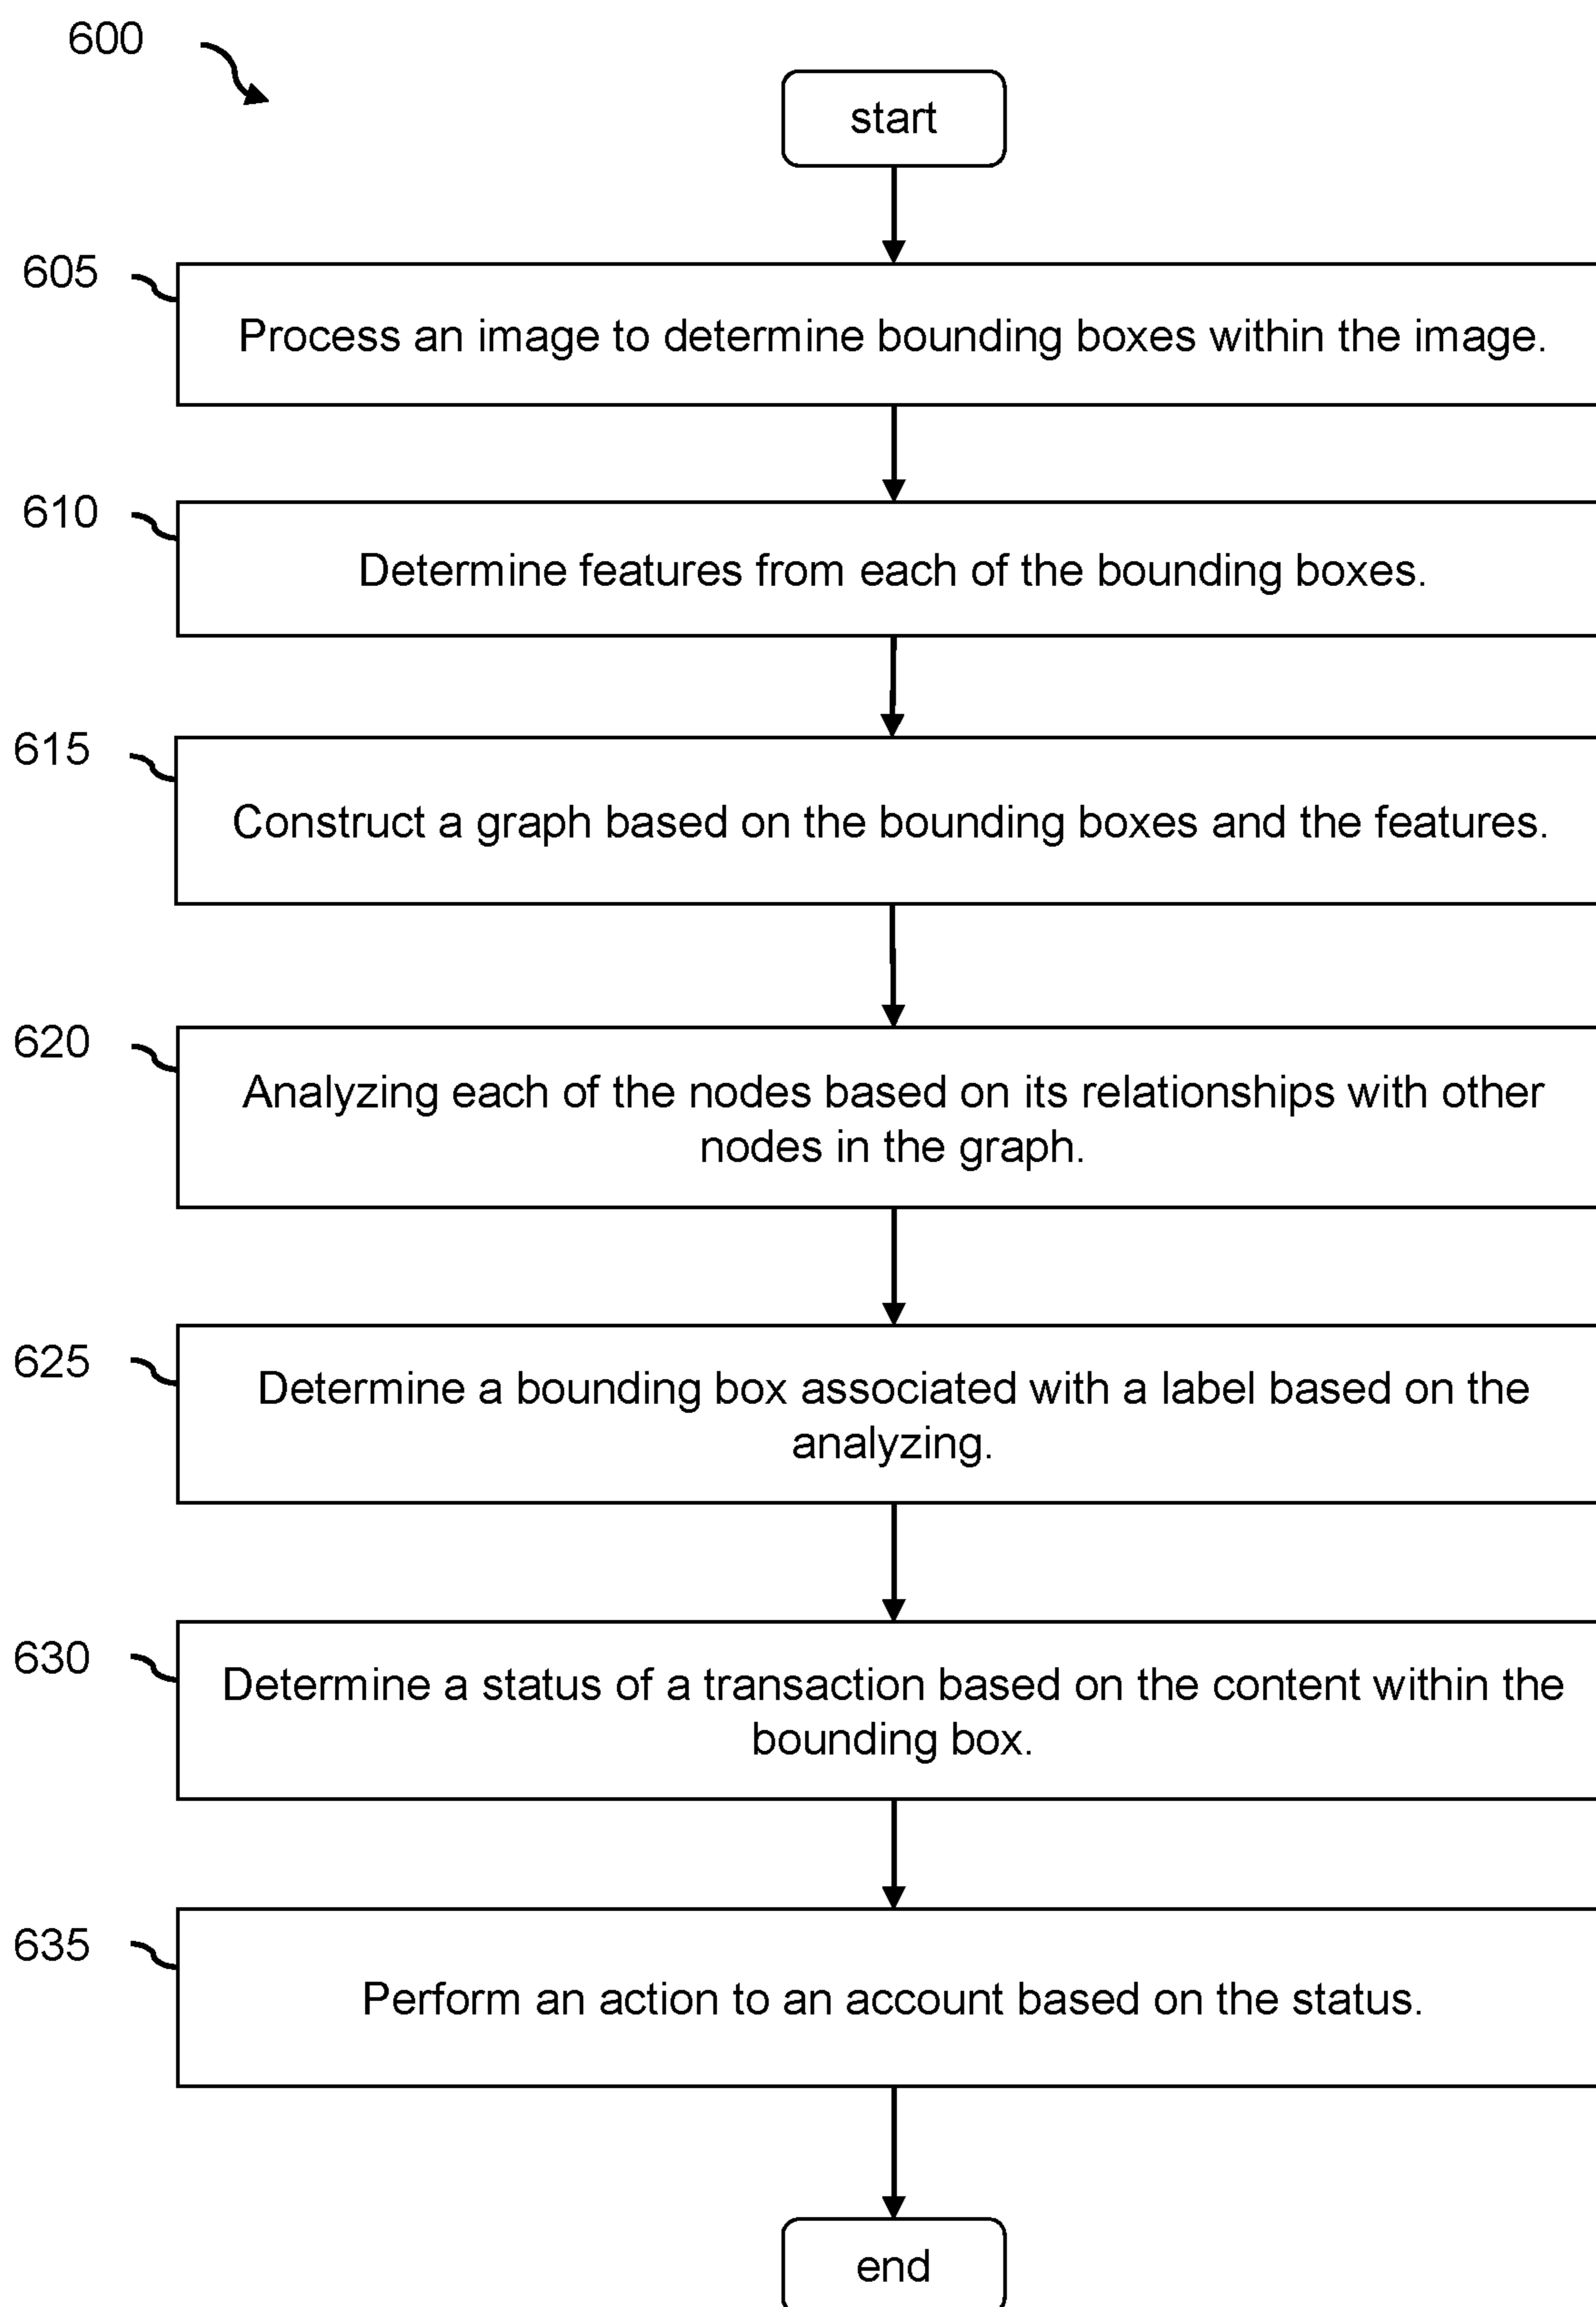 600
start
605
Process an image to determine bounding boxes within the image.
610
Determine features from each of the bounding boxes.
615
Construct a graph based on the bounding boxes and the features.
620
Analyzing each of the nodes based on its relationships with other
nodes in the graph.
625
Determine a bounding box associated with a label based on the
analyzing.
630
Determine a status of a transaction based on the content within the
bounding box.
635
Perform an action to an account based on the status.
end